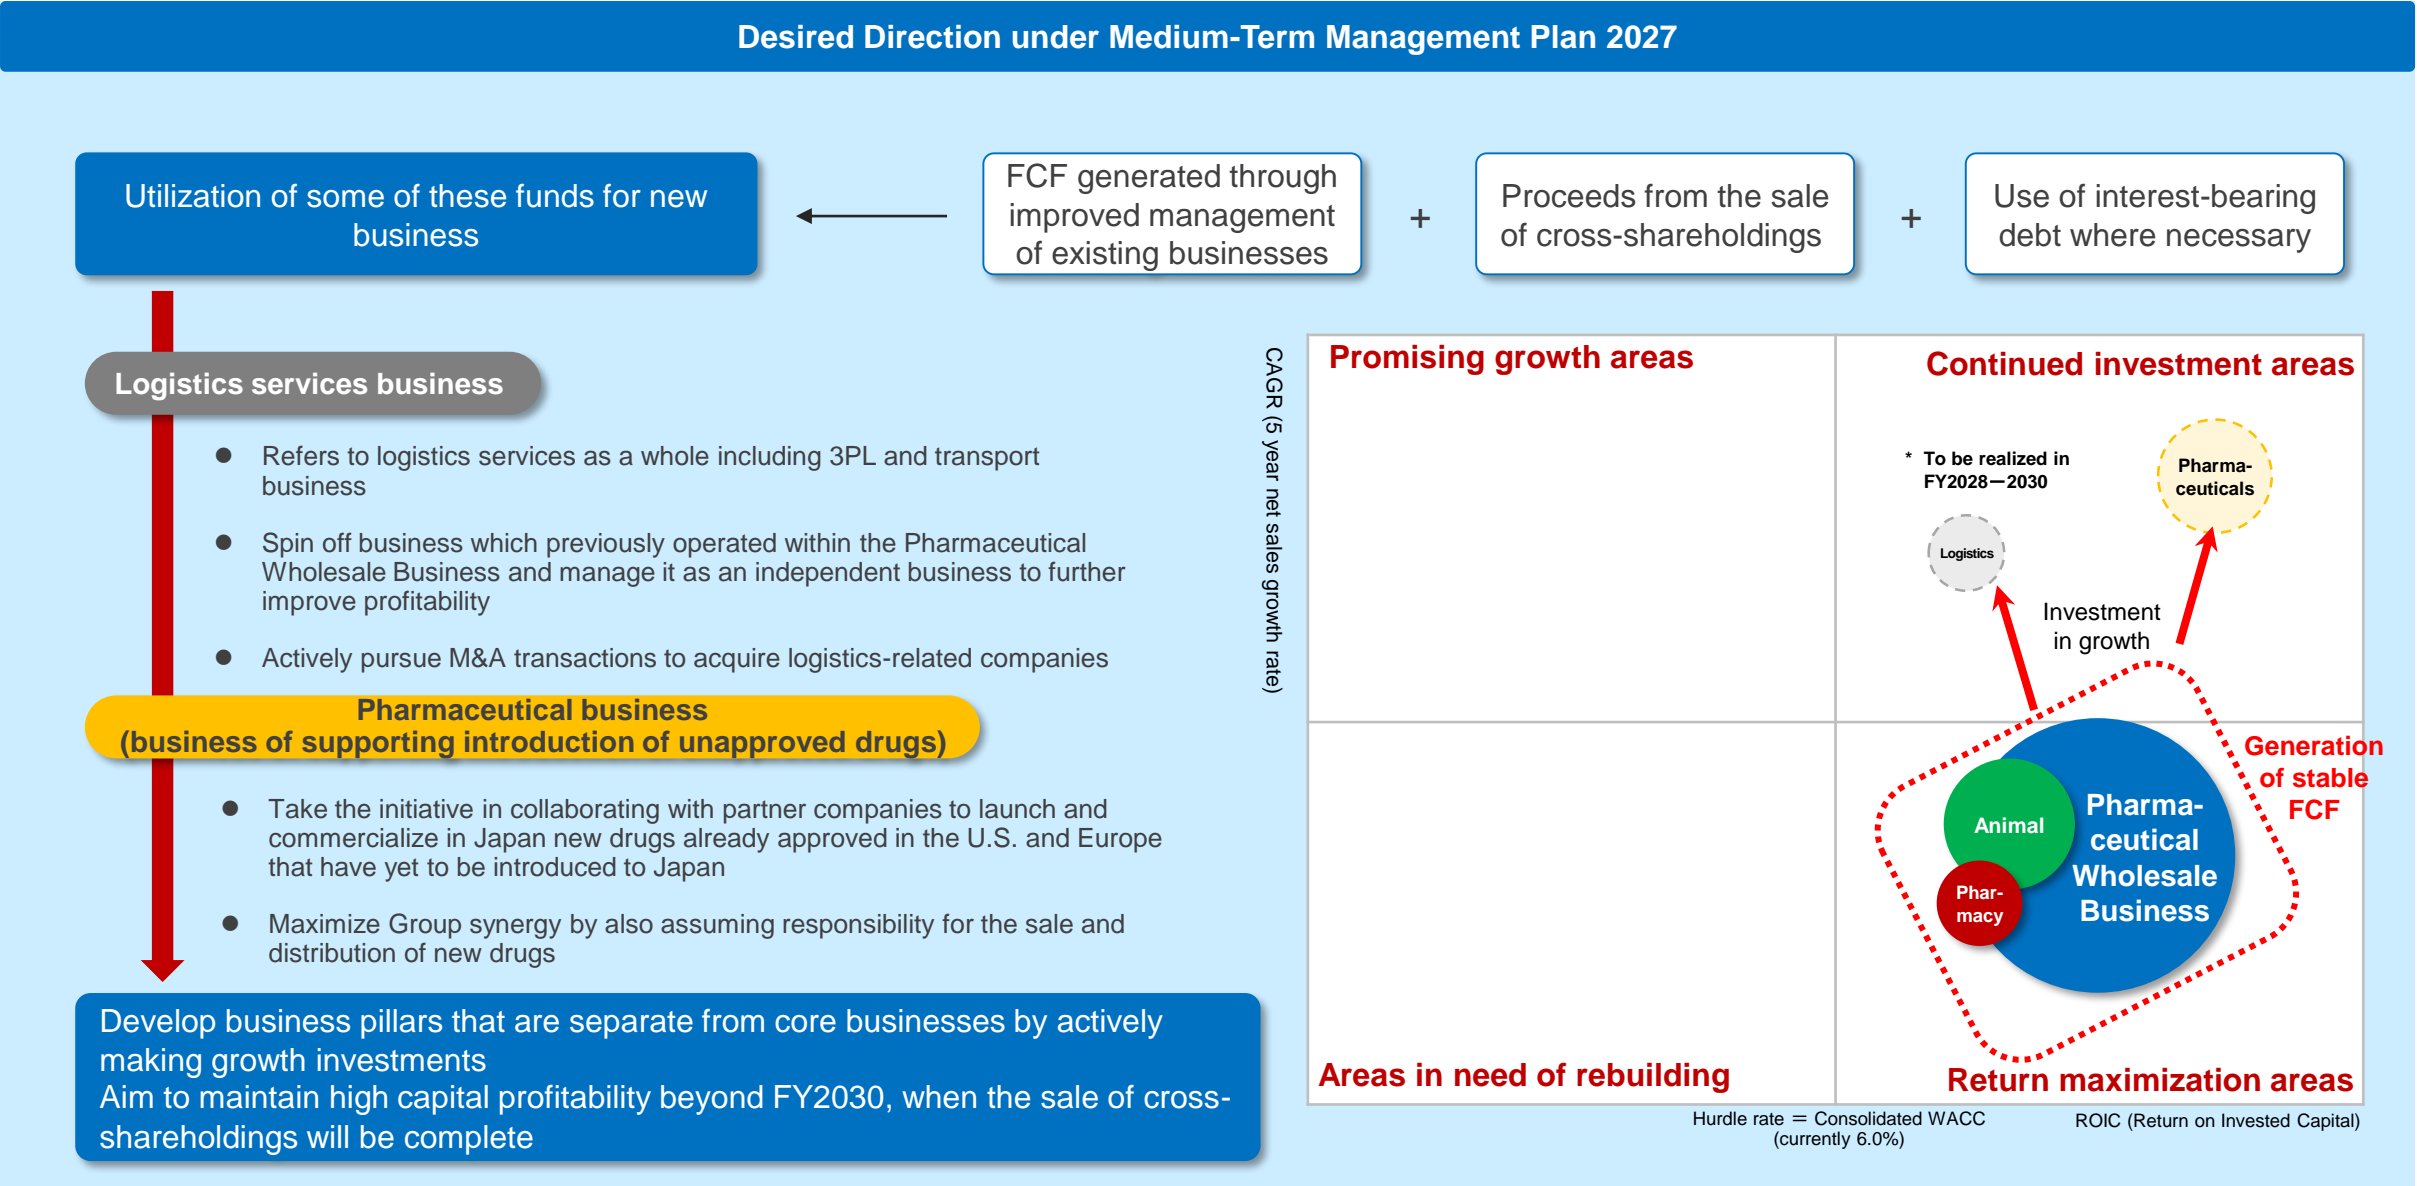 Desired Direction under Medium-Term Management Plan 2027
Utilization of some of these funds for new
business
FCF generated through
improved management
of existing businesses
+
Proceeds from the sale
of cross-shareholdings
+
Use of interest-bearing
debt where necessary
Logistics services business
● Refers to logistics services as a whole including 3PL and transport
business
● Spin off business which previously operated within the Pharmaceutical
Wholesale Business and manage it as an independent business to further
improve profitability
● Actively pursue M&A transactions to acquire logistics-related companies
Pharmaceutical business
(business of supporting introduction of unapproved drugs)
● Take the initiative in collaborating with partner companies to launch and
commercialize in Japan new drugs already approved in the U.S. and Europe
that have yet to be introduced to Japan
● Maximize Group synergy by also assuming responsibility for the sale and
distribution of new drugs
Develop business pillars that are separate from core businesses by actively
making growth investments
Aim to maintain high capital profitability beyond FY2030, when the sale of cross-
shareholdings will be complete
CAGR (5 year net sales growth rate)
Promising growth areas
Continued investment areas
* To be realized in
FY2028－2030
Pharma-
ceuticals
Logistics
Investment
in growth
Generation
of stable
FCF
Animal
Phar-
macy
Pharma-
ceutical
Wholesale
Business
Areas in need of rebuilding
Return maximization areas
Hurdle rate ＝ Consolidated WACC
(currently 6.0%)
ROIC (Return on Invested Capital)